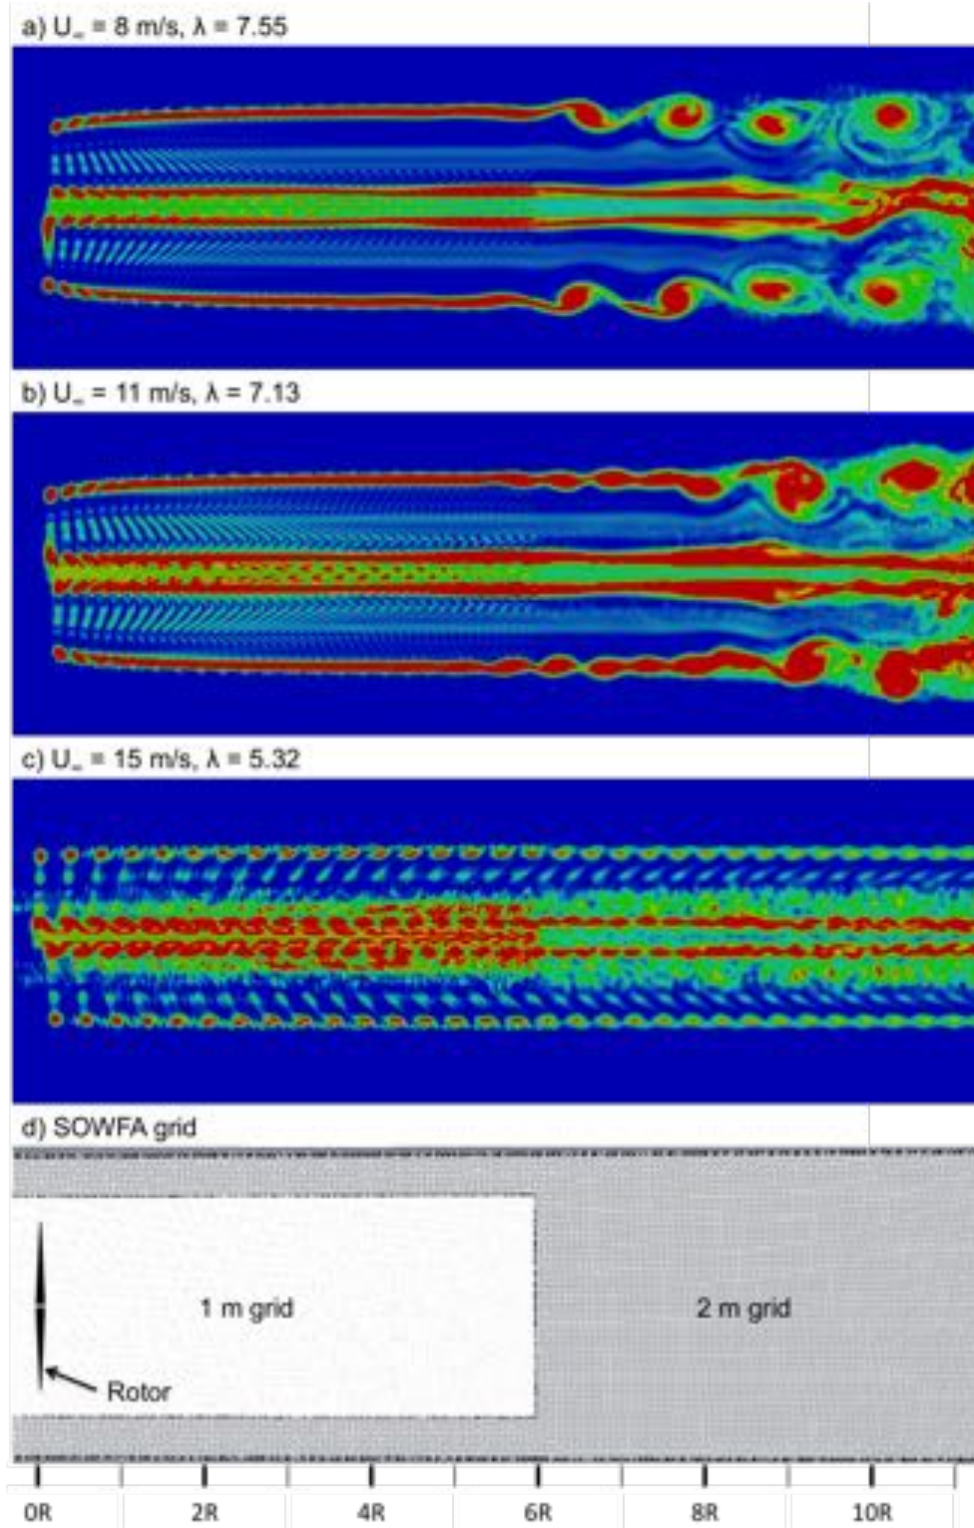 a) U∞ = 8 m/s, λ = 7.55
b) U∞ = 11 m/s, λ = 7.13
c) U∞ = 15 m/s, λ = 5.32
d) SOWFA grid
1 m grid
2 m grid
Rotor
0R 2R 4R 6R 8R 10R